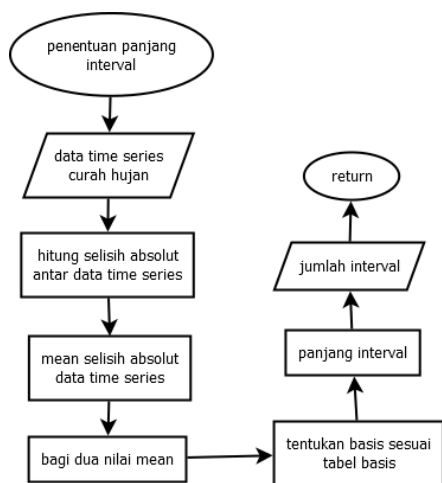 penentuan panjang
interval
data time series
curah hujan
hitung selisih absolut
antar data time series
mean selisih absolut
data time series
bagi dua nilai mean
tentukan basis sesuai
tabel basis
panjang interval
jumlah interval
return